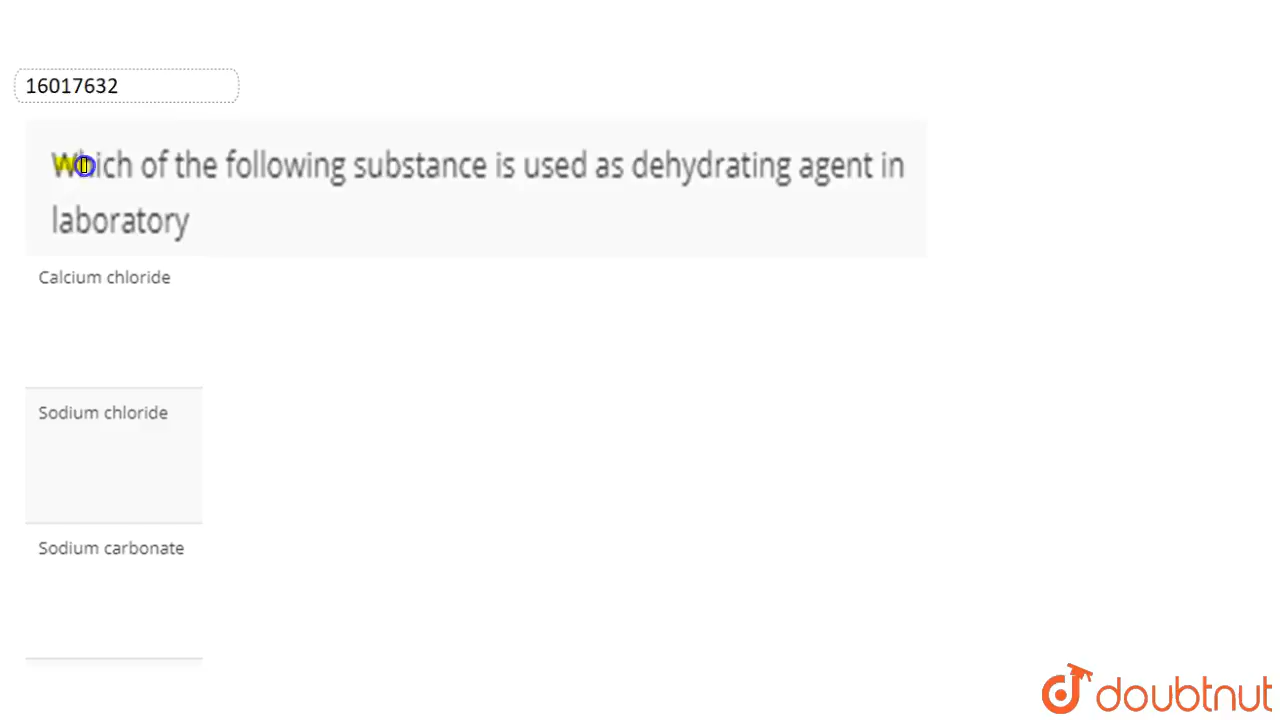 16017632
Which of the following substance is used as dehydrating agent in
laboratory
Calcium chloride
Sodium chloride
Sodium carbonate
doubtnut